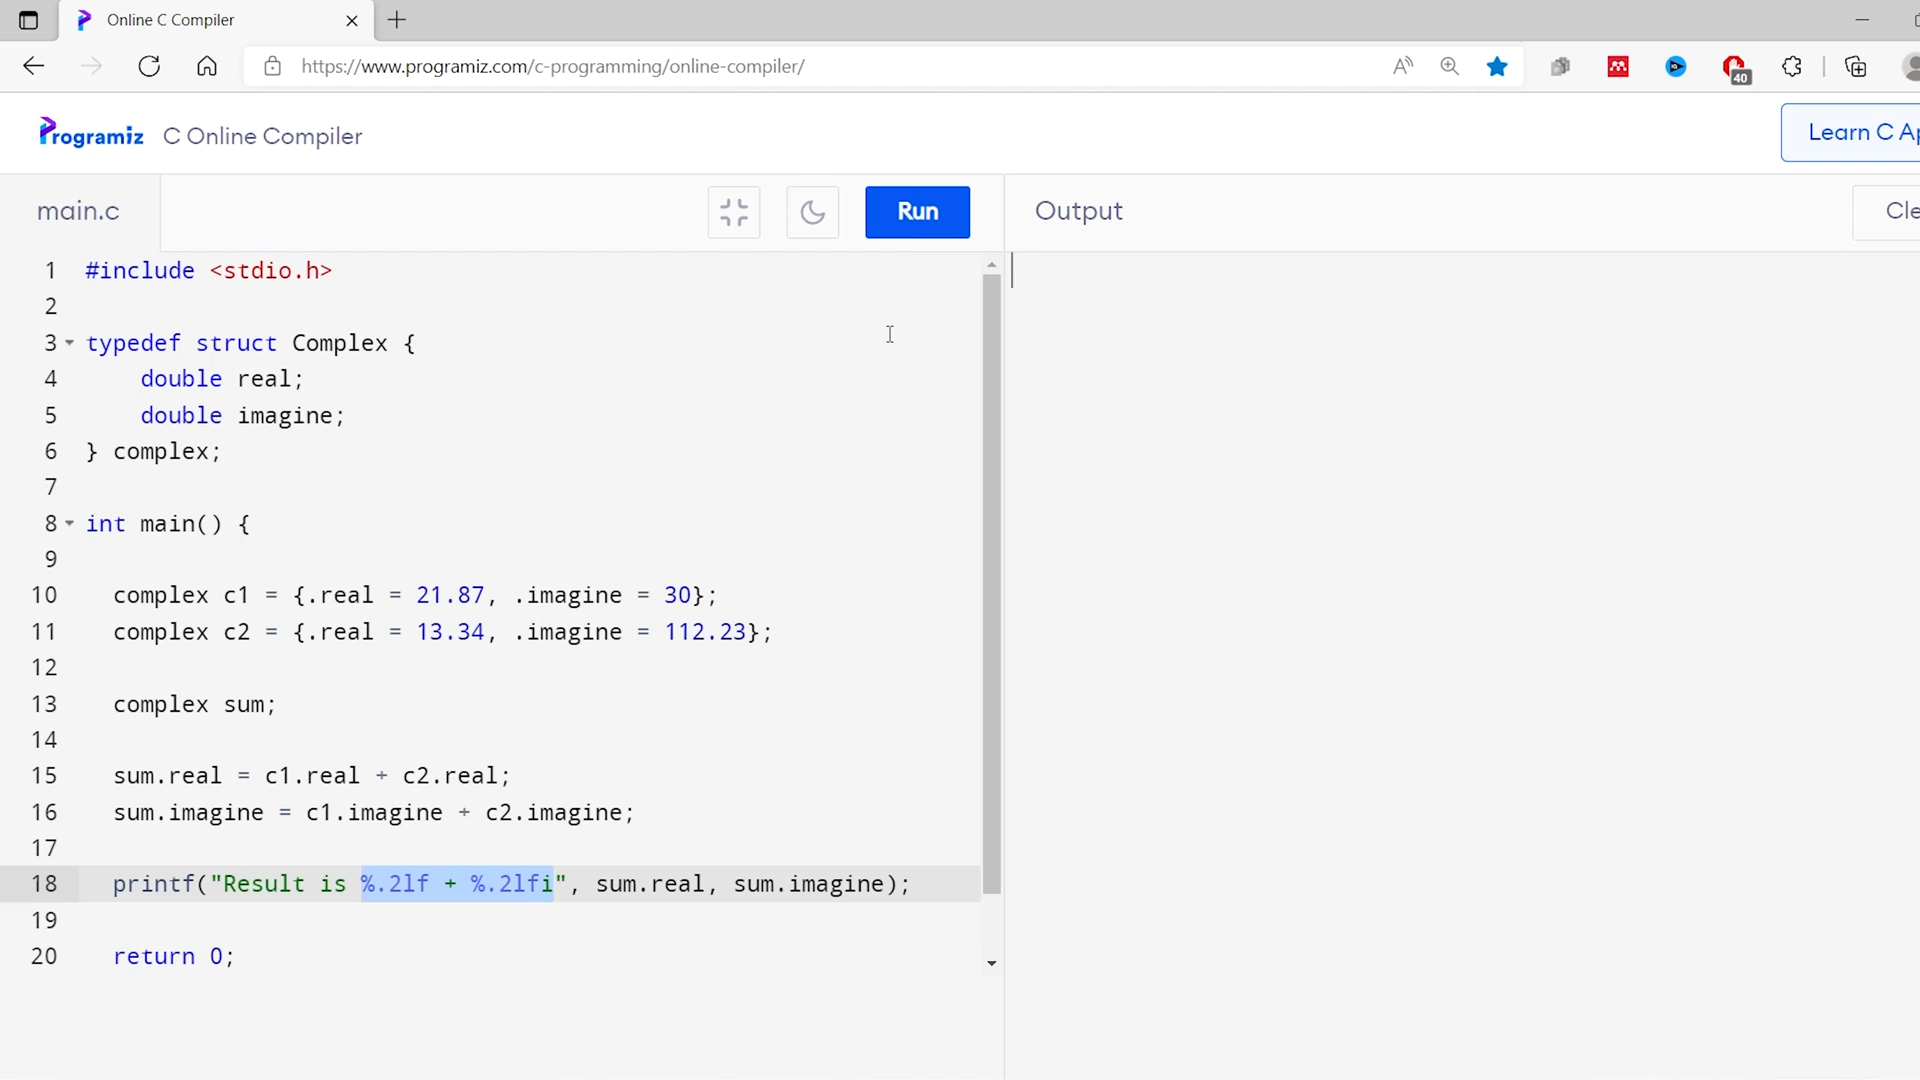 Online C Compiler
https://www.programiz.com/c-programming/online-compiler/
40
Programiz C Online Compiler
Learn C Ap
main.c
Run
Output
Cle
1 #include <stdio.h>
2
3 typedef struct Complex {
4 double real;
5 double imagine;
6 } complex;
7
8 int main() {
9
10 complex c1 = {.real = 21.87, .imagine = 30};
11 complex c2 = {.real = 13.34, .imagine = 112.23};
12
13 complex sum;
14
15 sum.real = c1.real + c2.real;
16 sum.imagine = c1.imagine + c2.imagine;
17
18 printf("Result is %.2lf + %.2lfi", sum.real, sum.imagine);
19
20 return 0;